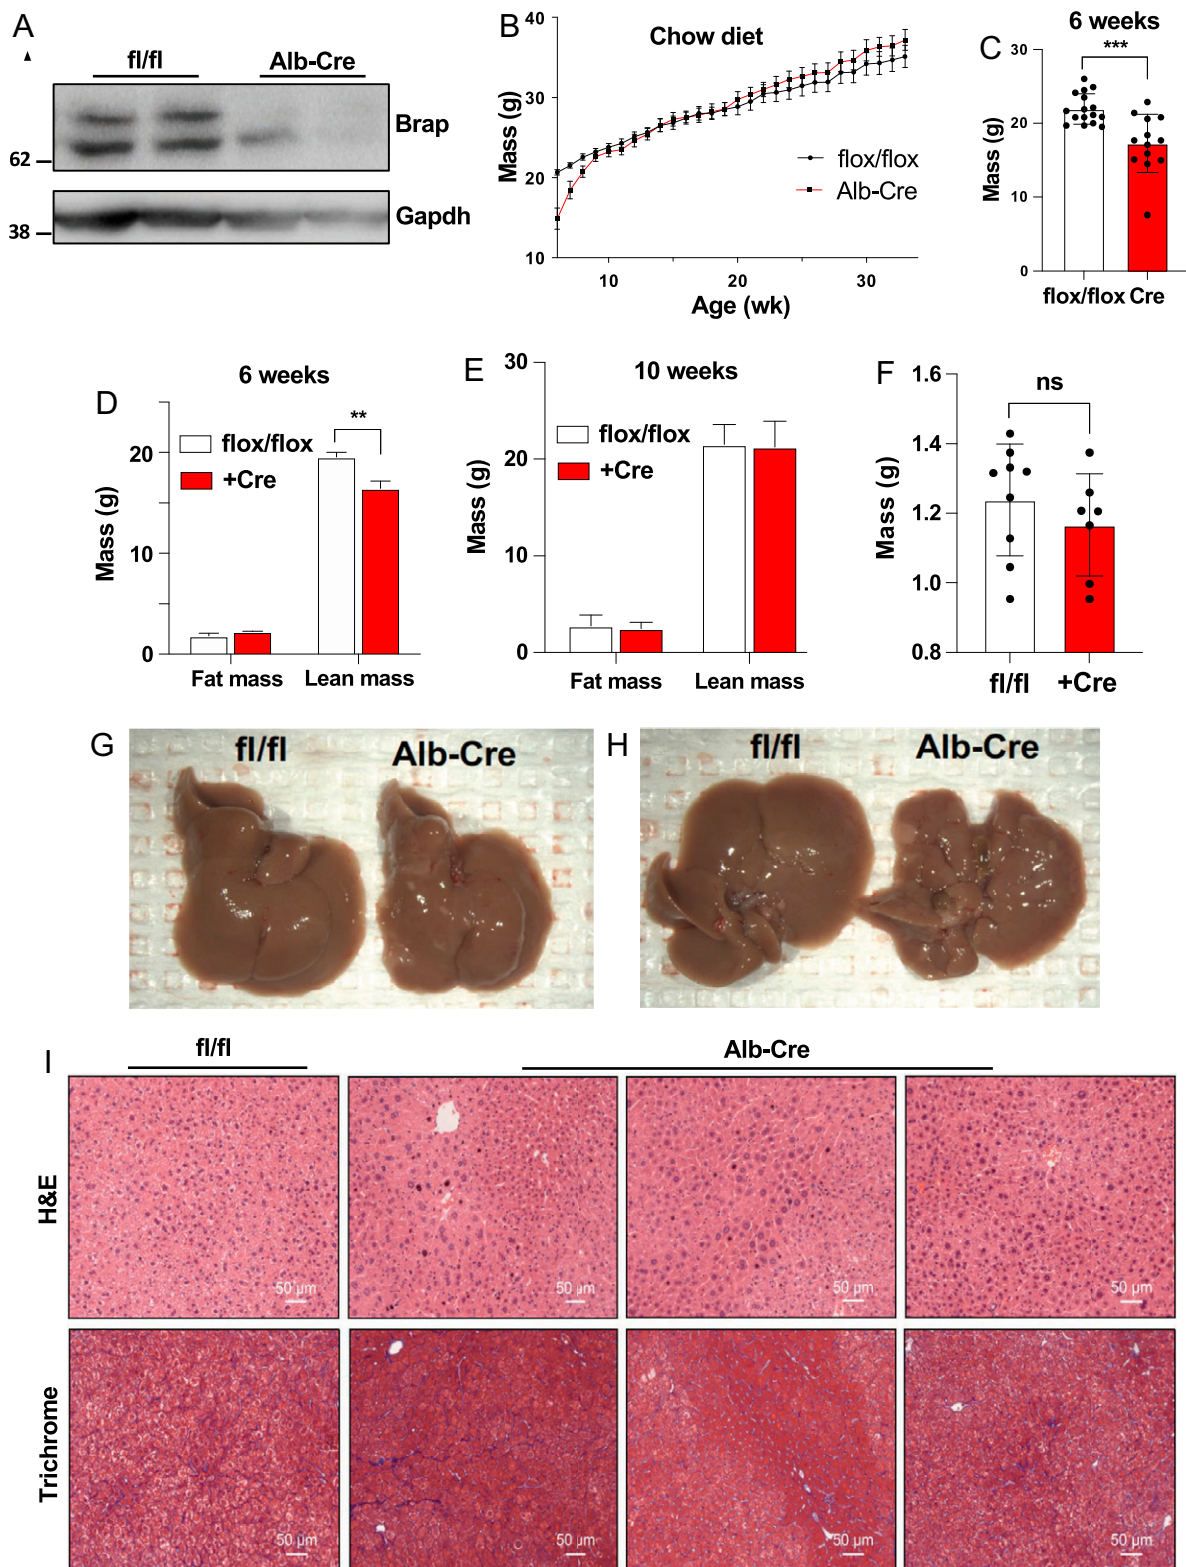 A
fl/fl
Alb-Cre
Brap
62
Gapdh
38
B
Chow diet
40
30
20
10
Mass (g)
flox/flox
Alb-Cre
10
20
30
Age (wk)
6 weeks
C
***
30
20
10
0
Mass (g)
flox/flox Cre
D
6 weeks
**
flox/flox
+Cre
20
10
0
Mass (g)
Fat mass
Lean mass
E
10 weeks
30
20
10
0
flox/flox
+Cre
Mass (g)
Fat mass
Lean mass
F
ns
1.6
1.4
1.2
1.0
0.8
Mass (g)
fl/fl
+Cre
G
fl/fl
Alb-Cre
H
fl/fl
Alb-Cre
I
fl/fl
Alb-Cre
H&E
50 µm
50 µm
50 µm
50 µm
Trichrome
50 µm
50 µm
50 µm
50 µm